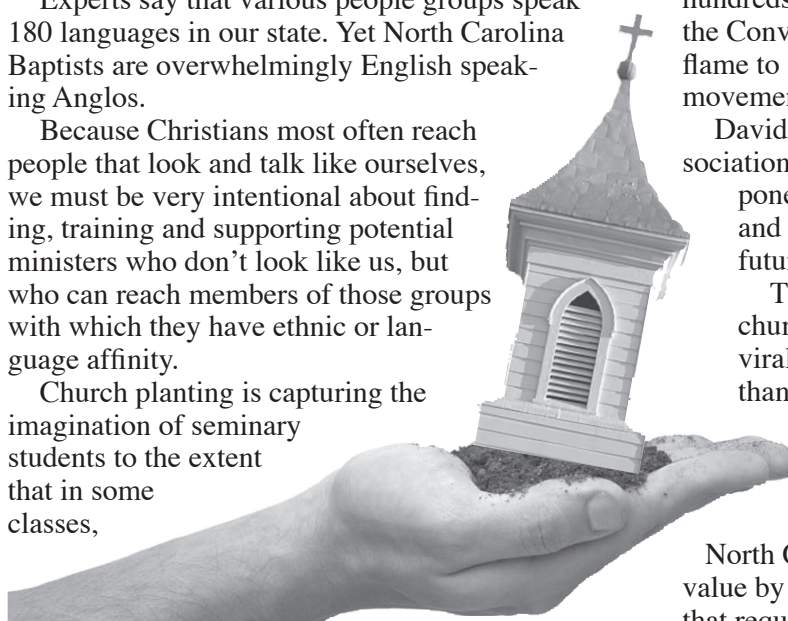 Experts say that various people groups speak
180 languages in our state. Yet North Carolina
Baptists are overwhelmingly English speak-
ing Anglos.
Because Christians most often reach
people that look and talk like ourselves,
we must be very intentional about find-
ing, training and supporting potential
ministers who don’t look like us, but
who can reach members of those groups
with which they have ethnic or lan-
guage affinity.
Church planting is capturing the
imagination of seminary
students to the extent
that in some
classes,
hundreds
the Conv
flame to
movemen
David
sociation
pone
and
futur
T
chur
viral
than
North C
value by
that requ